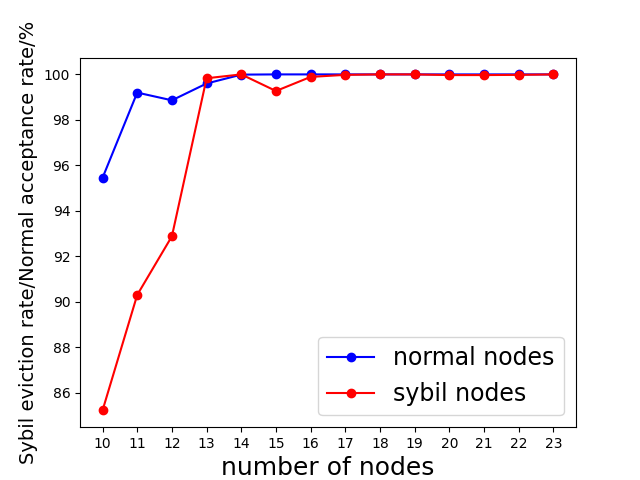 Sybil eviction rate/Normal acceptance rate/%
100
98
96
94
92
90
88
86
normal nodes
sybil nodes
10 11 12 13 14 15 16 17 18 19 20 21 22 23
number of nodes